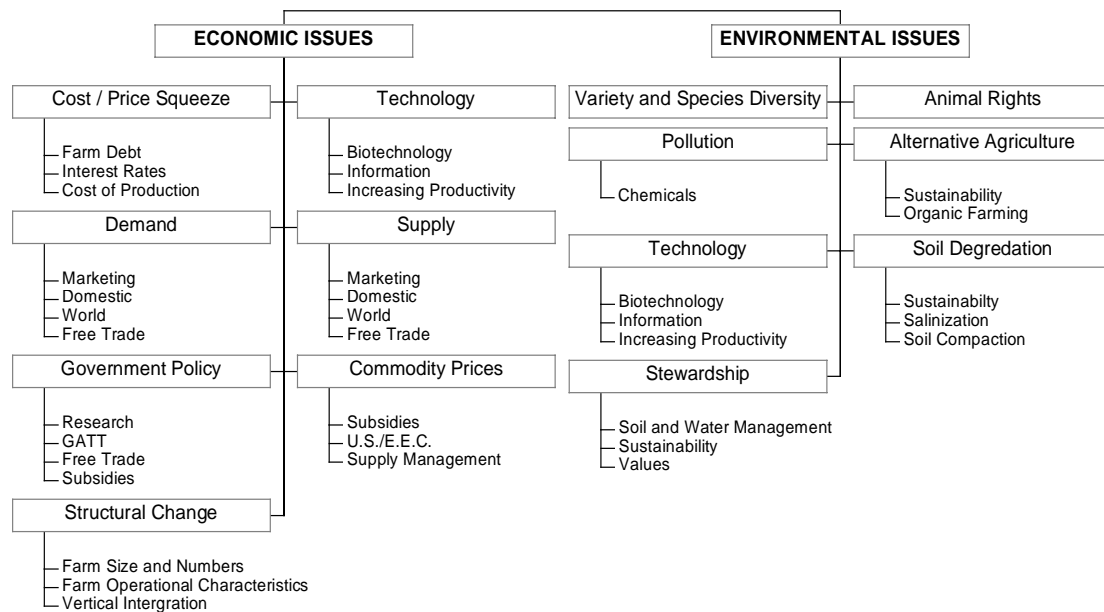 ECONOMIC ISSUES
ENVIRONMENTAL ISSUES
Cost / Price Squeeze
Farm Debt
Interest Rates
Cost of Production
Technology
Biotechnology
Information
Increasing Productivity
Demand
Marketing
Domestic
World
Free Trade
Supply
Marketing
Domestic
World
Free Trade
Government Policy
Research
GATT
Free Trade
Subsidies
Commodity Prices
Subsidies
U.S./E.E.C.
Supply Management
Structural Change
Farm Size and Numbers
Farm Operational Characteristics
Vertical Intergration
Variety and Species Diversity
Animal Rights
Pollution
Chemicals
Alternative Agriculture
Sustainability
Organic Farming
Technology
Biotechnology
Information
Increasing Productivity
Soil Degredation
Sustainabilty
Salinization
Soil Compaction
Stewardship
Soil and Water Management
Sustainability
Values